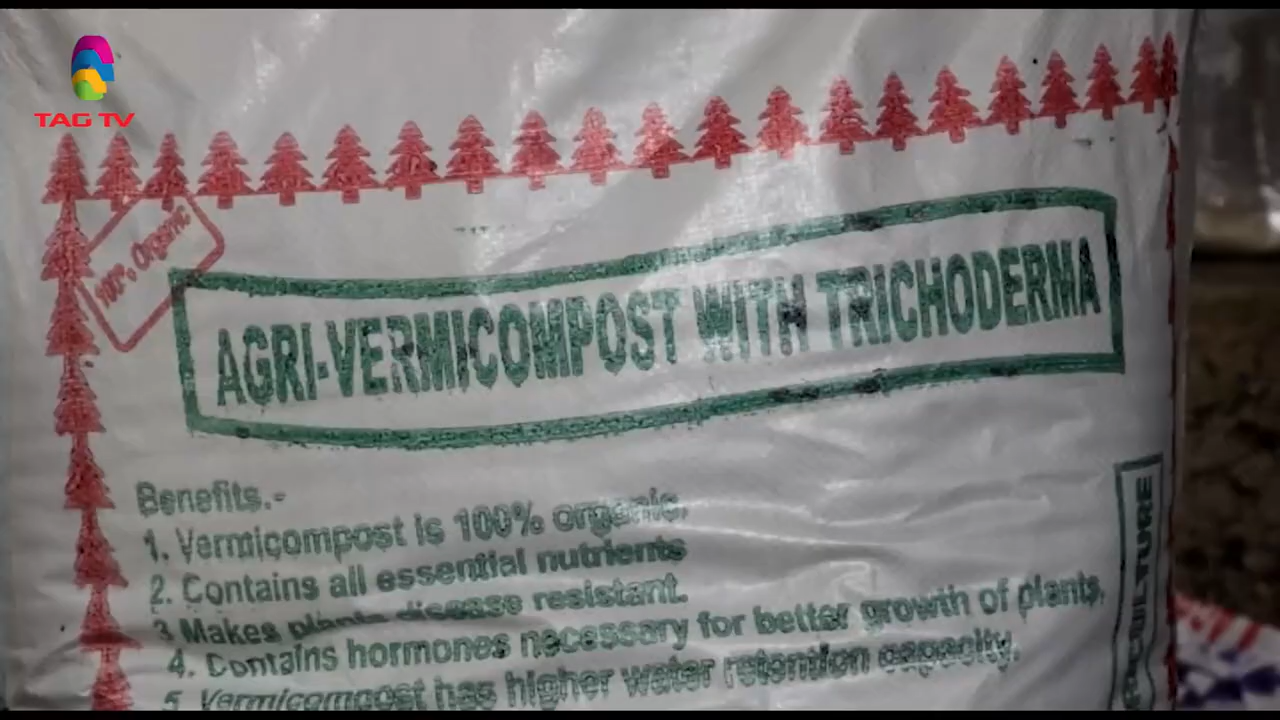 TAG TV
100% Organic
AGRI-VERMICOMPOST WITH TRICHODERMA
Benefits.-
1. Vermicompost is 100% organic.
2. Contains all essential nutrients
3 Makes plants disease resistant.
4. Contains hormones necessary for better growth of plants.
5. Vermicompost has higher water retention capacity.